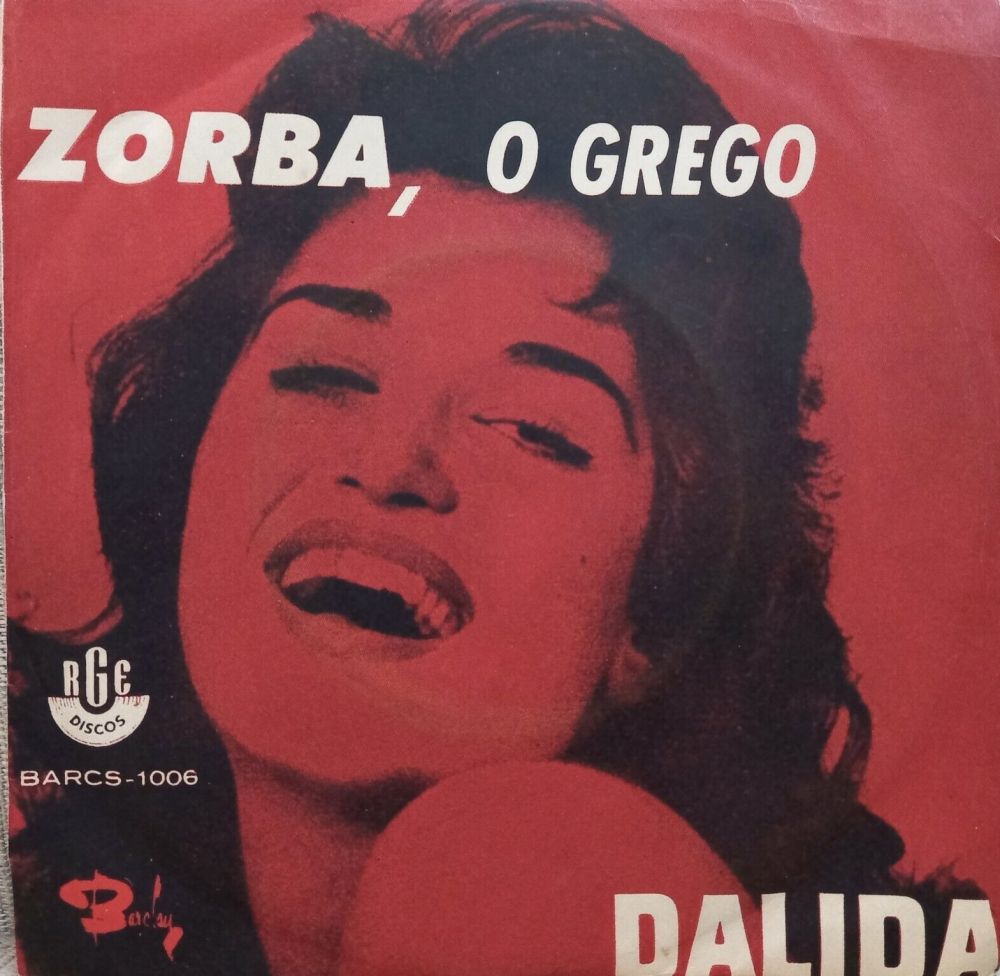 ZORBA, O GREGO
RGE
DISCOS
BARCS-1006
Barclay
DALIDA